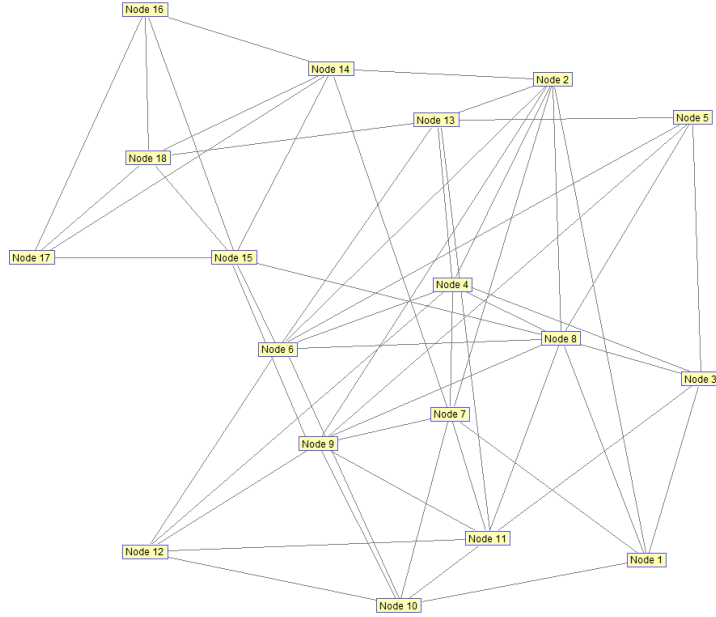 Node 16
Node 14
Node 2
Node 5
Node 13
Node 18
Node 17
Node 15
Node 4
Node 8
Node 6
Node 3
Node 7
Node 9
Node 11
Node 12
Node 1
Node 10